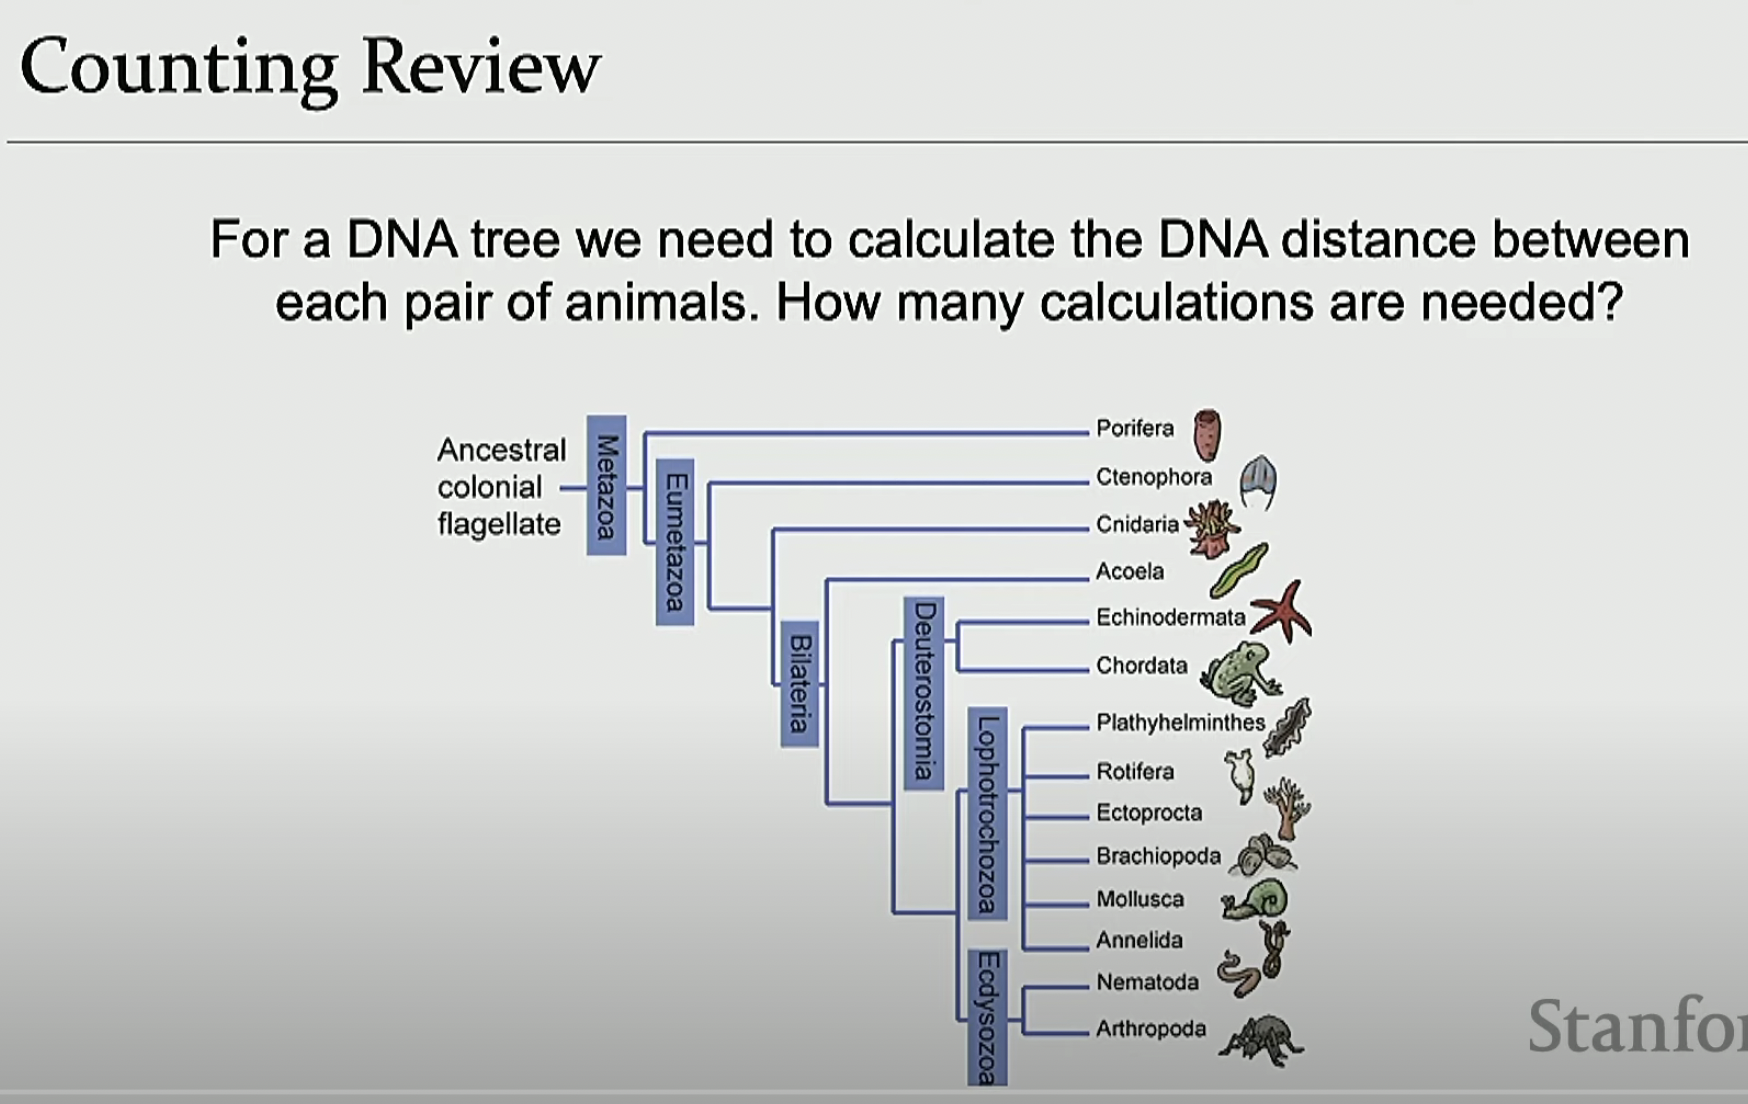 Counting Review
For a DNA tree we need to calculate the DNA distance between
each pair of animals. How many calculations are needed?
Ancestral
colonial
flagellate
Metazoa
Eumetazoa
Bilateria
Deuterostomia
Lophotrochozoa
Ecdysozoa
Porifera
Ctenophora
Cnidaria
Acoela
Echinodermata
Chordata
Plathyhelminthes
Rotifera
Ectoprocta
Brachiopoda
Mollusca
Annelida
Nematoda
Arthropoda
Stanfor